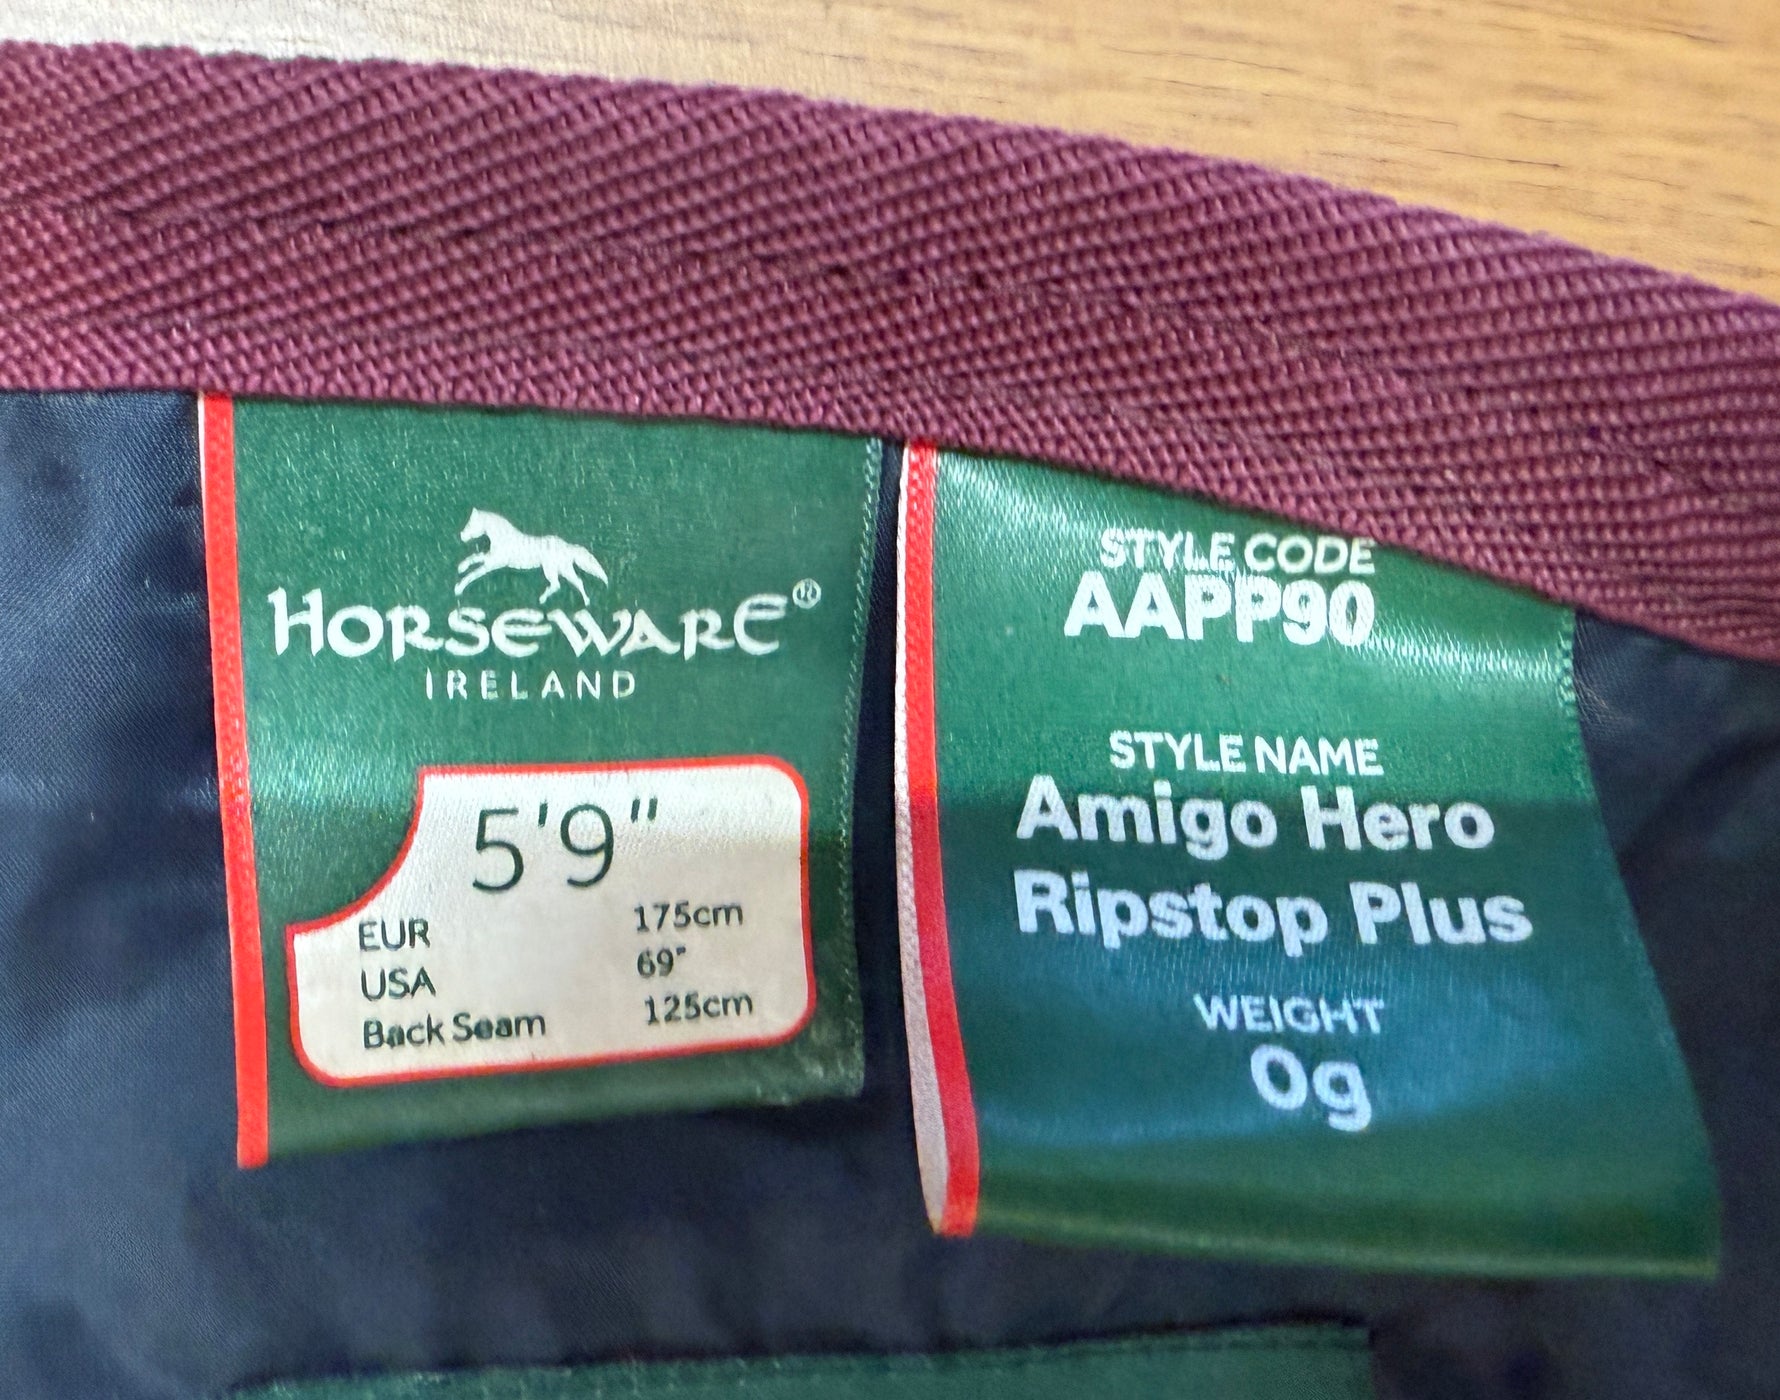 HORSEWARE®
IRELAND
5'9"
EUR 175cm
USA 69"
Back Seam 125cm
STYLE CODE
AAPP90
STYLE NAME
Amigo Hero
Ripstop Plus
WEIGHT
0g